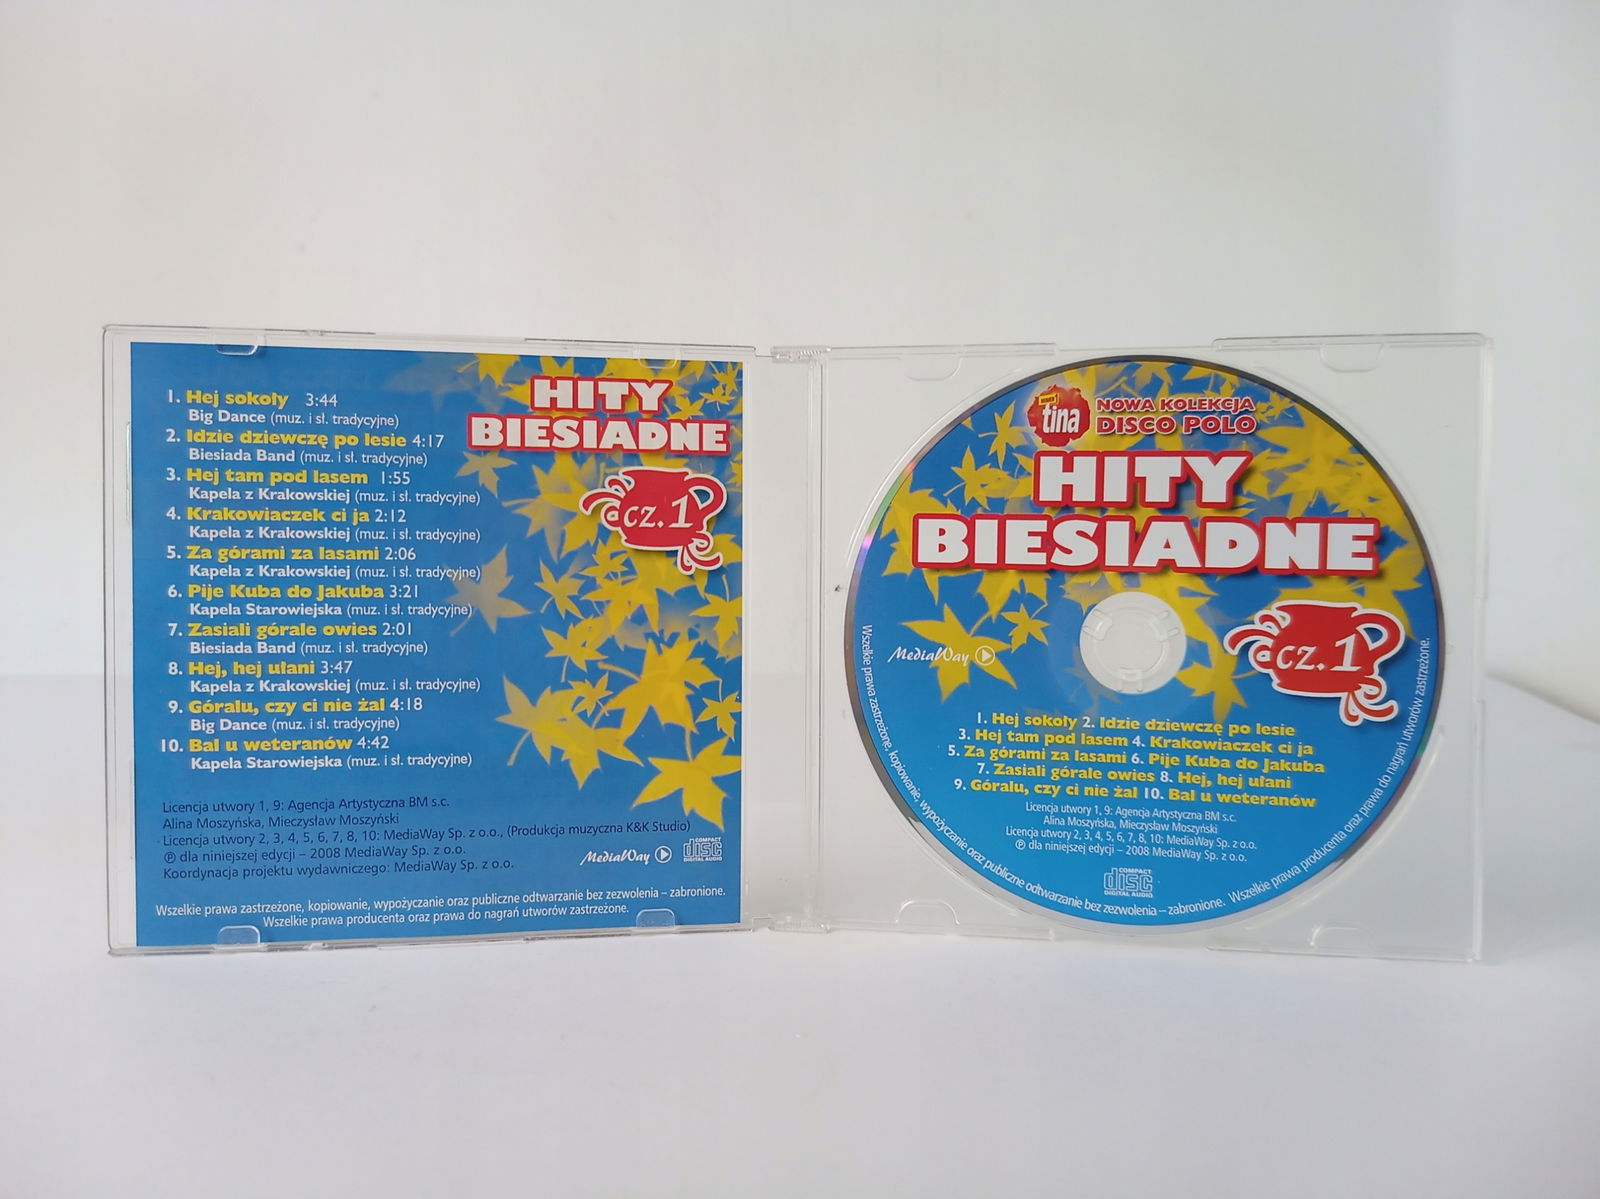 1. Hej sokoły 3:44
Big Dance (muz. i sł. tradycyjne)
2. Idzie dziewczę po lesie 4:17
Biesiada Band (muz. i sł. tradycyjne)
3. Hej tam pod lasem 1:55
Kapela z Krakowskiej (muz. i sł. tradycyjne)
4. Krakowiaczek ci ja 2:12
Kapela z Krakowskiej (muz. i sł. tradycyjne)
5. Za górami za lasami 2:06
Kapela z Krakowskiej (muz. i sł. tradycyjne)
6. Pije Kuba do Jakuba 3:21
Kapela Starowiejska (muz. i sł. tradycyjne)
7. Zasiali górale owies 2:01
Biesiada Band (muz. i sł. tradycyjne)
8. Hej, hej ułani 3:47
Kapela z Krakowskiej (muz. i sł. tradycyjne)
9. Góralu, czy ci nie żal 4:18
Big Dance (muz. i sł. tradycyjne)
10. Bal u weteranów 4:42
Kapela Starowiejska (muz. i sł. tradycyjne)
HITY
BIESIADNE
cz. 1
Licencja utwory 1, 9: Agencja Artystyczna BM s.c.
Alina Moszyńska, Mieczysław Moszyński
Licencja utwory 2, 3, 4, 5, 6, 7, 8, 10: MediaWay Sp. z o.o., (Produkcja muzyczna K&K Studio)
℗ dla niniejszej edycji – 2008 MediaWay Sp. z o.o.
Koordynacja projektu wydawniczego: MediaWay Sp. z o.o.
MediaWay
COMPACT
disc
DIGITAL AUDIO
Wszelkie prawa zastrzeżone, kopiowanie, wypożyczanie oraz publiczne odtwarzanie bez zezwolenia – zabronione.
Wszelkie prawa producenta oraz prawa do nagrań utworów zastrzeżone.
tina
NOWA KOLEKCJA
DISCO POLO
HITY
BIESIADNE
MediaWay
cz. 1
1. Hej sokoły 2. Idzie dziewczę po lesie
3. Hej tam pod lasem 4. Krakowiaczek ci ja
5. Za górami za lasami 6. Pije Kuba do Jakuba
7. Zasiali górale owies 8. Hej, hej ułani
9. Góralu, czy ci nie żal 10. Bal u weteranów
Licencja utwory 1, 9: Agencja Artystyczna BM s.c.
Alina Moszyńska, Mieczysław Moszyński
Licencja utwory 2, 3, 4, 5, 6, 7, 8, 10: MediaWay Sp. z o.o.
℗ dla niniejszej edycji – 2008 MediaWay Sp. z o.o.
COMPACT
disc
DIGITAL AUDIO
Wszelkie prawa zastrzeżone, kopiowanie, wypożyczanie oraz publiczne odtwarzanie bez zezwolenia – zabronione. Wszelkie prawa producenta oraz prawa do nagrań utworów zastrzeżone.